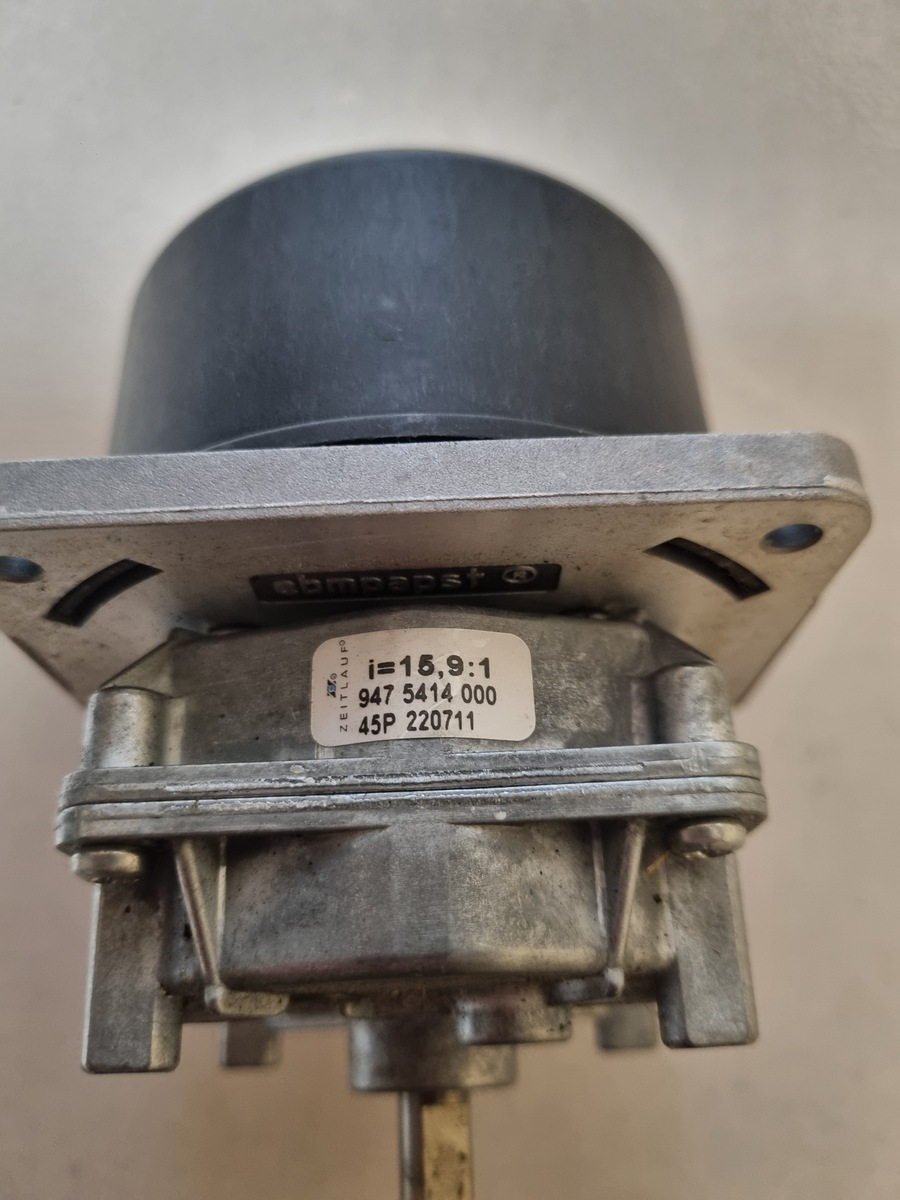 ebmpapst ®
ZEITLAUF®
i=15,9:1
947 5414 000
45P 220711